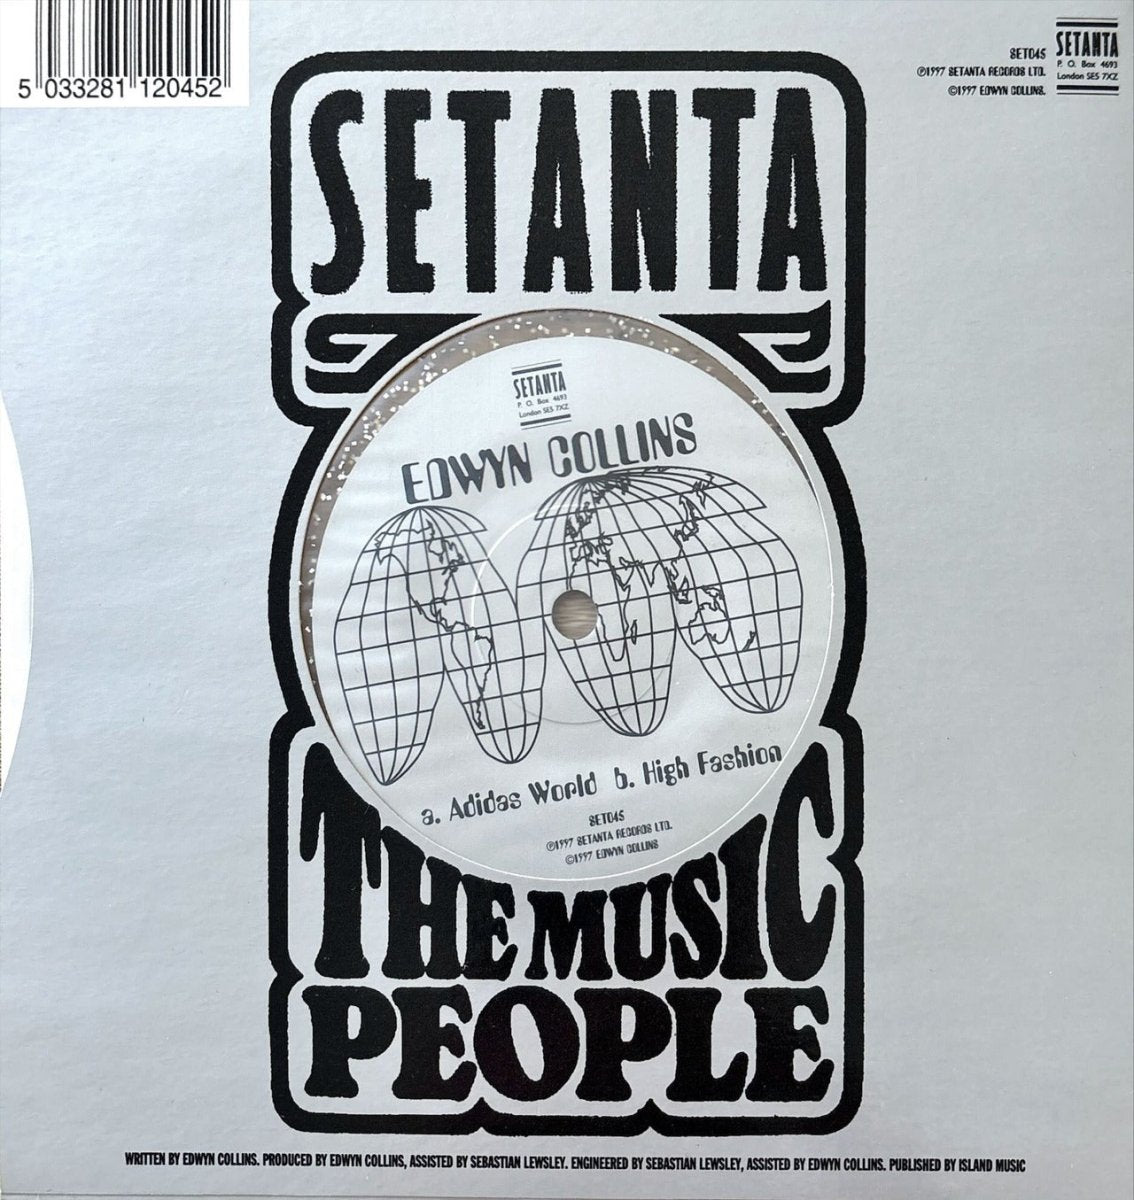 5 033281 120452
SET045
℗1997 SETANTA RECORDS LTD.
©1997 EDWYN COLLINS.
SETANTA
P. O. Box 4693
London SE5 7XZ
SETANTA
SETANTA
P. O. Box 4693
London SE5 7XZ
EDWYN COLLINS
a. Adidas World b. High Fashion
SET045
℗1997 SETANTA RECORDS LTD.
©1997 EDWYN COLLINS
THE MUSIC
PEOPLE
WRITTEN BY EDWYN COLLINS. PRODUCED BY EDWYN COLLINS, ASSISTED BY SEBASTIAN LEWSLEY. ENGINEERED BY SEBASTIAN LEWSLEY, ASSISTED BY EDWYN COLLINS. PUBLISHED BY ISLAND MUSIC